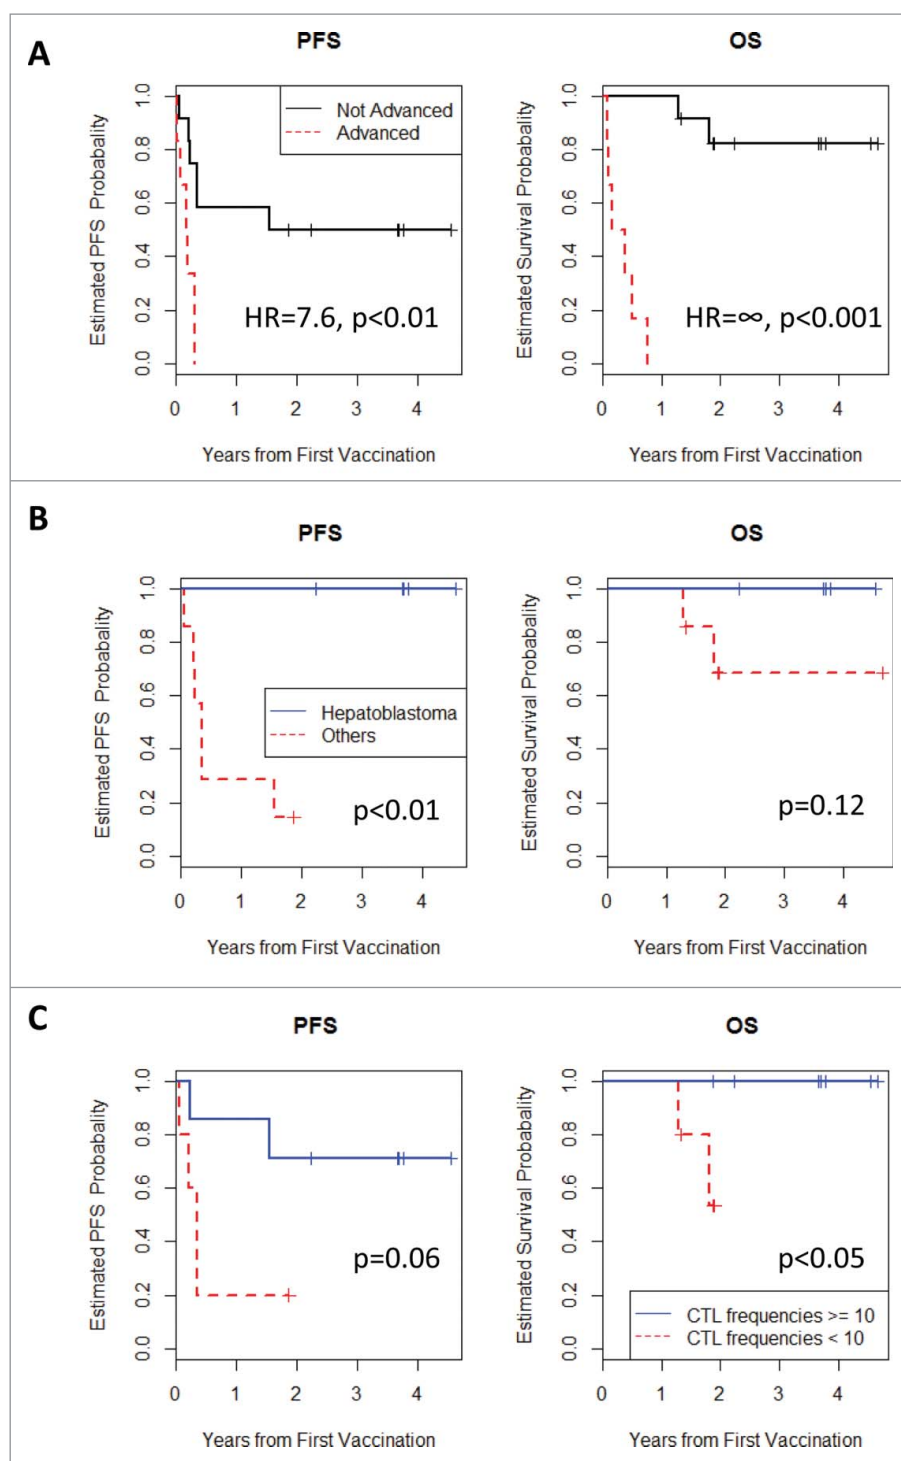 A
PFS
OS
Estimated PFS Probabality
0.0 0.2 0.4 0.6 0.8 1.0
Not Advanced
Advanced
HR=7.6, p<0.01
0 1 2 3 4
Years from First Vaccination
Estimated Survival Probabality
0.0 0.2 0.4 0.6 0.8 1.0
HR=∞, p<0.001
0 1 2 3 4
Years from First Vaccination
B
PFS
OS
Estimated PFS Probabality
0.0 0.2 0.4 0.6 0.8 1.0
Hepatoblastoma
Others
p<0.01
0 1 2 3 4
Years from First Vaccination
Estimated Survival Probabality
0.0 0.2 0.4 0.6 0.8 1.0
p=0.12
0 1 2 3 4
Years from First Vaccination
C
PFS
OS
Estimated PFS Probabality
0.0 0.2 0.4 0.6 0.8 1.0
p=0.06
0 1 2 3 4
Years from First Vaccination
Estimated Survival Probabality
0.0 0.2 0.4 0.6 0.8 1.0
p<0.05
CTL frequencies >= 10
CTL frequencies < 10
0 1 2 3 4
Years from First Vaccination